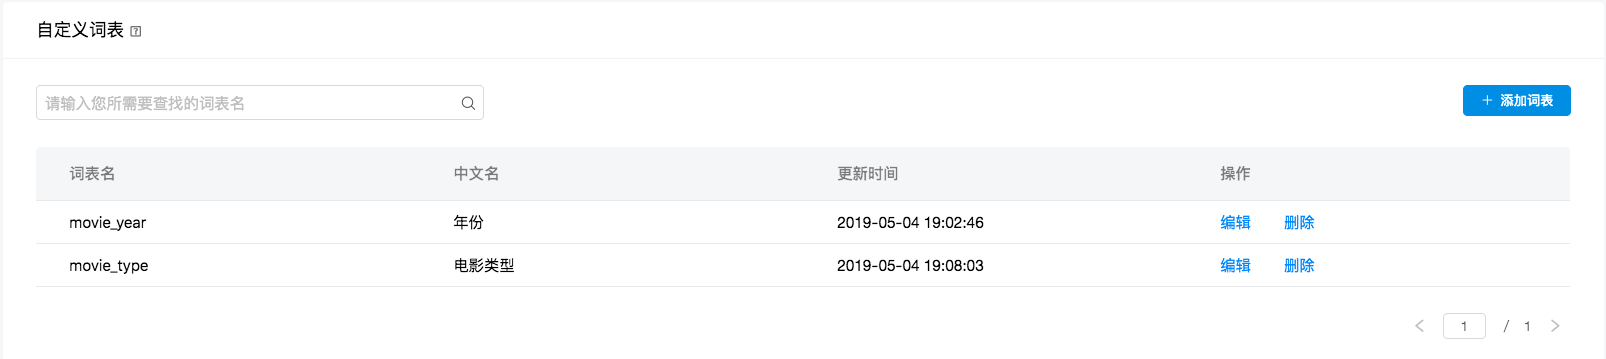 自定义词表 ?
请输入您所需要查找的词表名
+ 添加词表
词表名 中文名 更新时间 操作
movie_year 年份 2019-05-04 19:02:46 编辑 删除
movie_type 电影类型 2019-05-04 19:08:03 编辑 删除
< 1 / 1 >